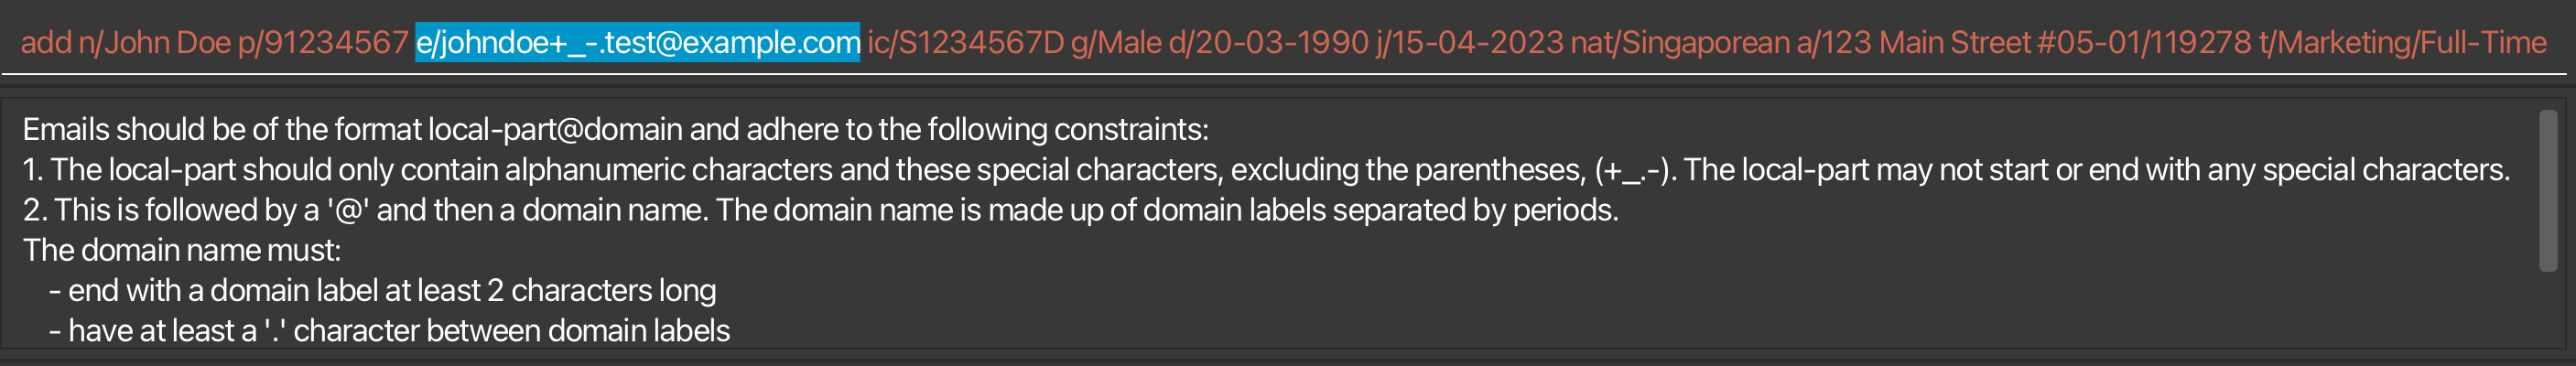 add n/John Doe p/91234567 e/johndoe+_-.test@example.com ic/S1234567D g/Male d/20-03-1990 j/15-04-2023 nat/Singaporean a/123 Main Street #05-01/119278 t/Marketing/Full-Time
Emails should be of the format local-part@domain and adhere to the following constraints:
1. The local-part should only contain alphanumeric characters and these special characters, excluding the parentheses, (+_.-). The local-part may not start or end with any special characters.
2. This is followed by a '@' and then a domain name. The domain name is made up of domain labels separated by periods.
The domain name must:
- end with a domain label at least 2 characters long
- have at least a '.' character between domain labels